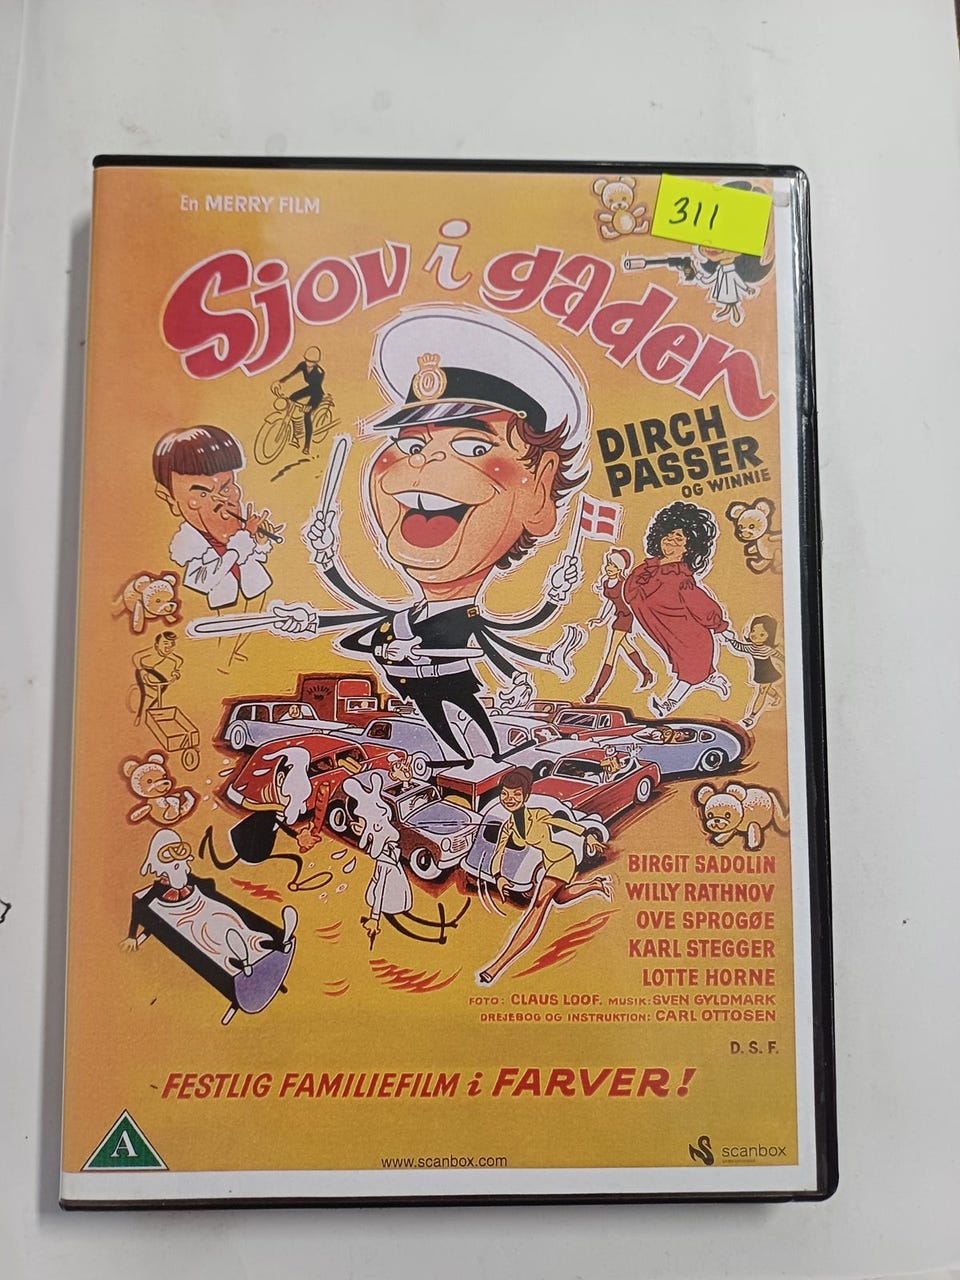 En MERRY FILM
311
Sjov i gaden
DIRCH
PASSER
OG WINNIE
BIRGIT SADOLIN
WILLY RATHNOV
OVE SPROGØE
KARL STEGGER
LOTTE HORNE
FOTO: CLAUS LOOF. MUSIK: SVEN GYLDMARK
DREJEBOG OG INSTRUKTION: CARL OTTOSEN
D. S. F.
FESTLIG FAMILIEFILM i FARVER!
A
www.scanbox.com
scanbox